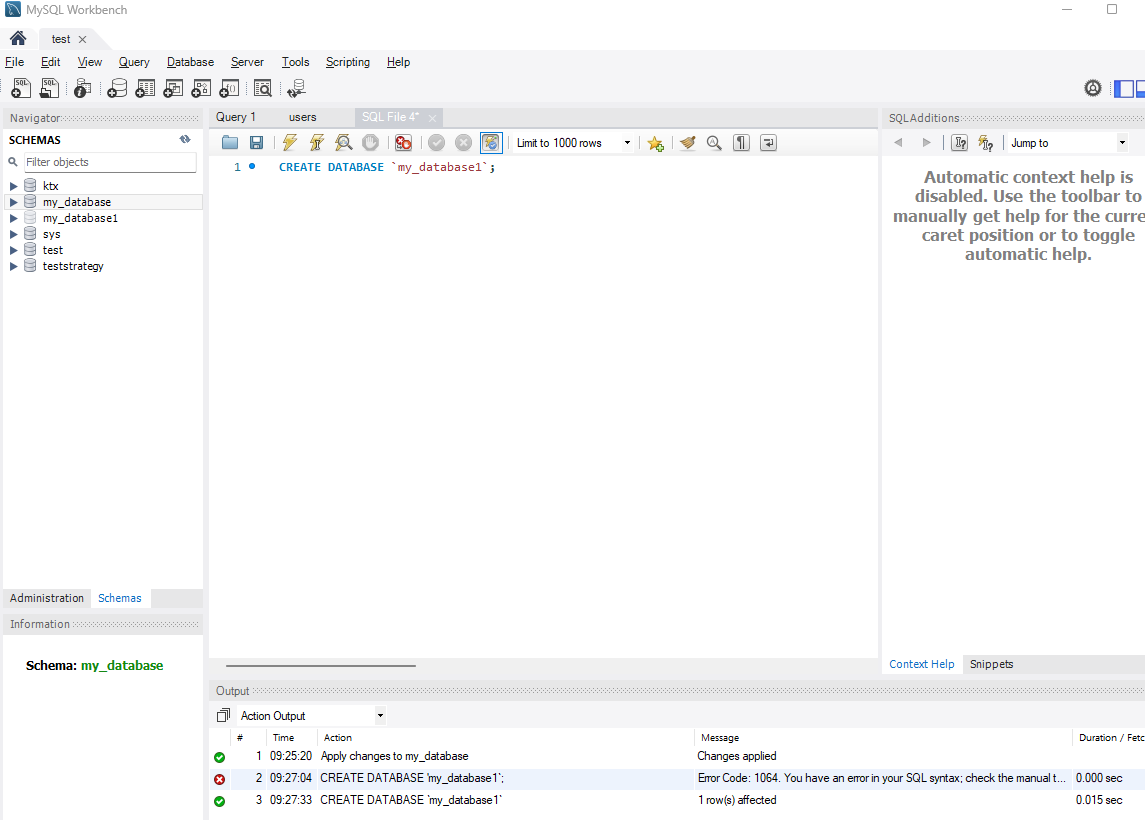 MySQL Workbench
test
File Edit View Query Database Server Tools Scripting Help
Navigator
SCHEMAS
Filter objects
ktx
my_database
my_database1
sys
test
teststrategy
Administration Schemas
Information
Schema: my_database
Query 1 users SQL File 4*
Limit to 1000 rows
1 CREATE DATABASE `my_database1`;
SQLAdditions
Jump to
Automatic context help is
disabled. Use the toolbar to
manually get help for the curre
caret position or to toggle
automatic help.
Context Help Snippets
Output
Action Output
# Time Action Message Duration / Fetc
1 09:25:20 Apply changes to my_database Changes applied
2 09:27:04 CREATE DATABASE 'my_database1'; Error Code: 1064. You have an error in your SQL syntax; check the manual t... 0.000 sec
3 09:27:33 CREATE DATABASE `my_database1` 1 row(s) affected 0.015 sec